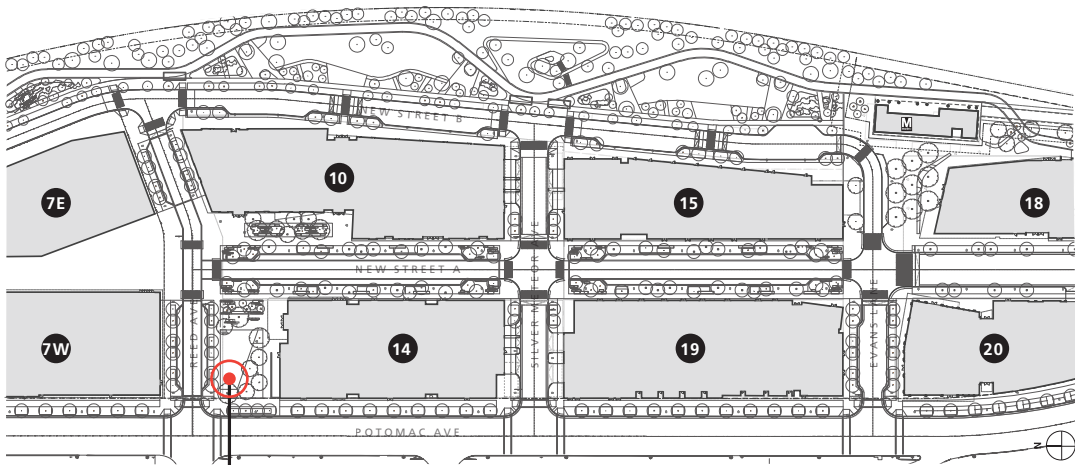 NEW STREET B
10
7E
15
18
SILVER METEOR AVE
M
NEW STREET A
REED AVE
EVANS LANE
7W
14
19
20
POTOMAC AVE
N